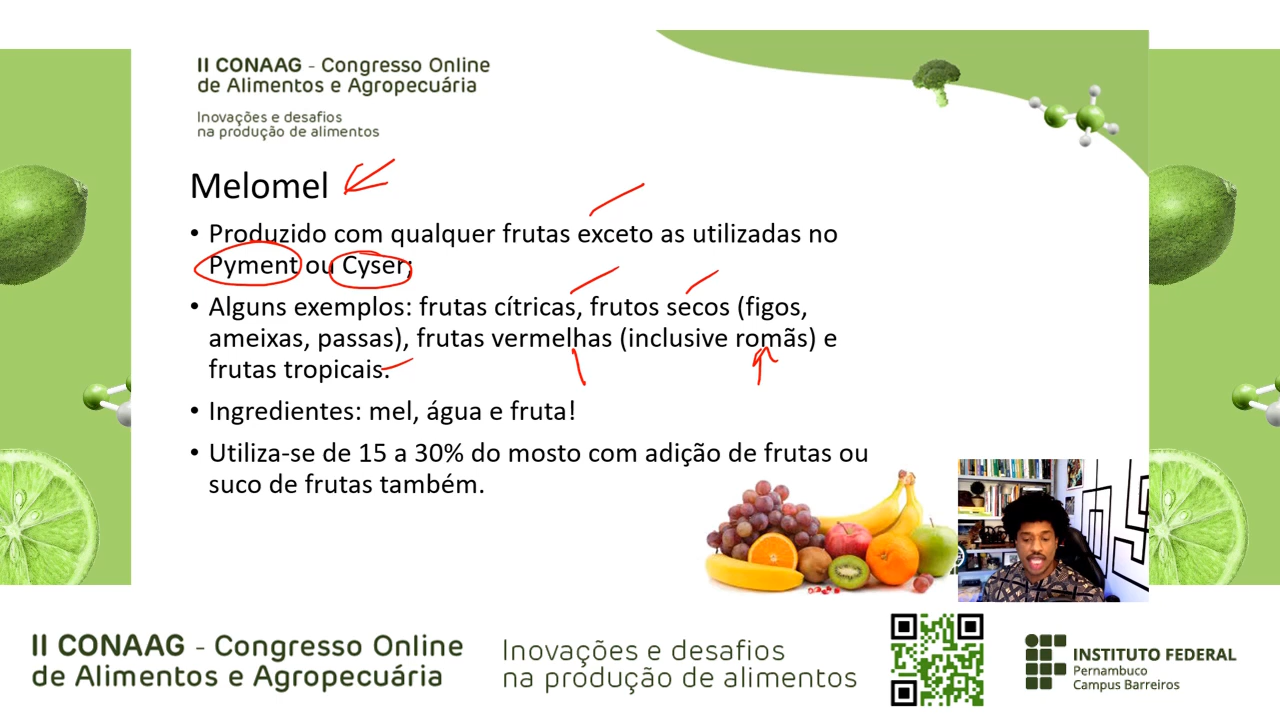 II CONAAG - Congresso Online
de Alimentos e Agropecuária
Inovações e desafios
na produção de alimentos
Melomel
• Produzido com qualquer frutas exceto as utilizadas no
Pyment ou Cyser;
• Alguns exemplos: frutas cítricas, frutos secos (figos,
ameixas, passas), frutas vermelhas (inclusive romãs) e
frutas tropicais.
• Ingredientes: mel, água e fruta!
• Utiliza-se de 15 a 30% do mosto com adição de frutas ou
suco de frutas também.
II CONAAG - Congresso Online
de Alimentos e Agropecuária
Inovações e desafios
na produção de alimentos
INSTITUTO FEDERAL
Pernambuco
Campus Barreiros